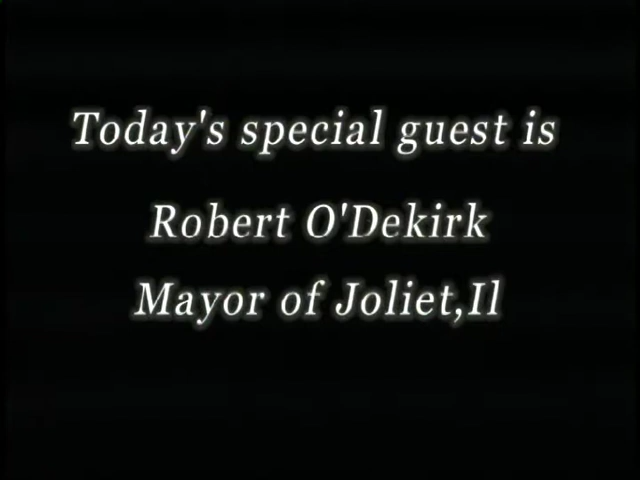 Today's special guest is
Robert O'Dekirk
Mayor of Joliet,Il